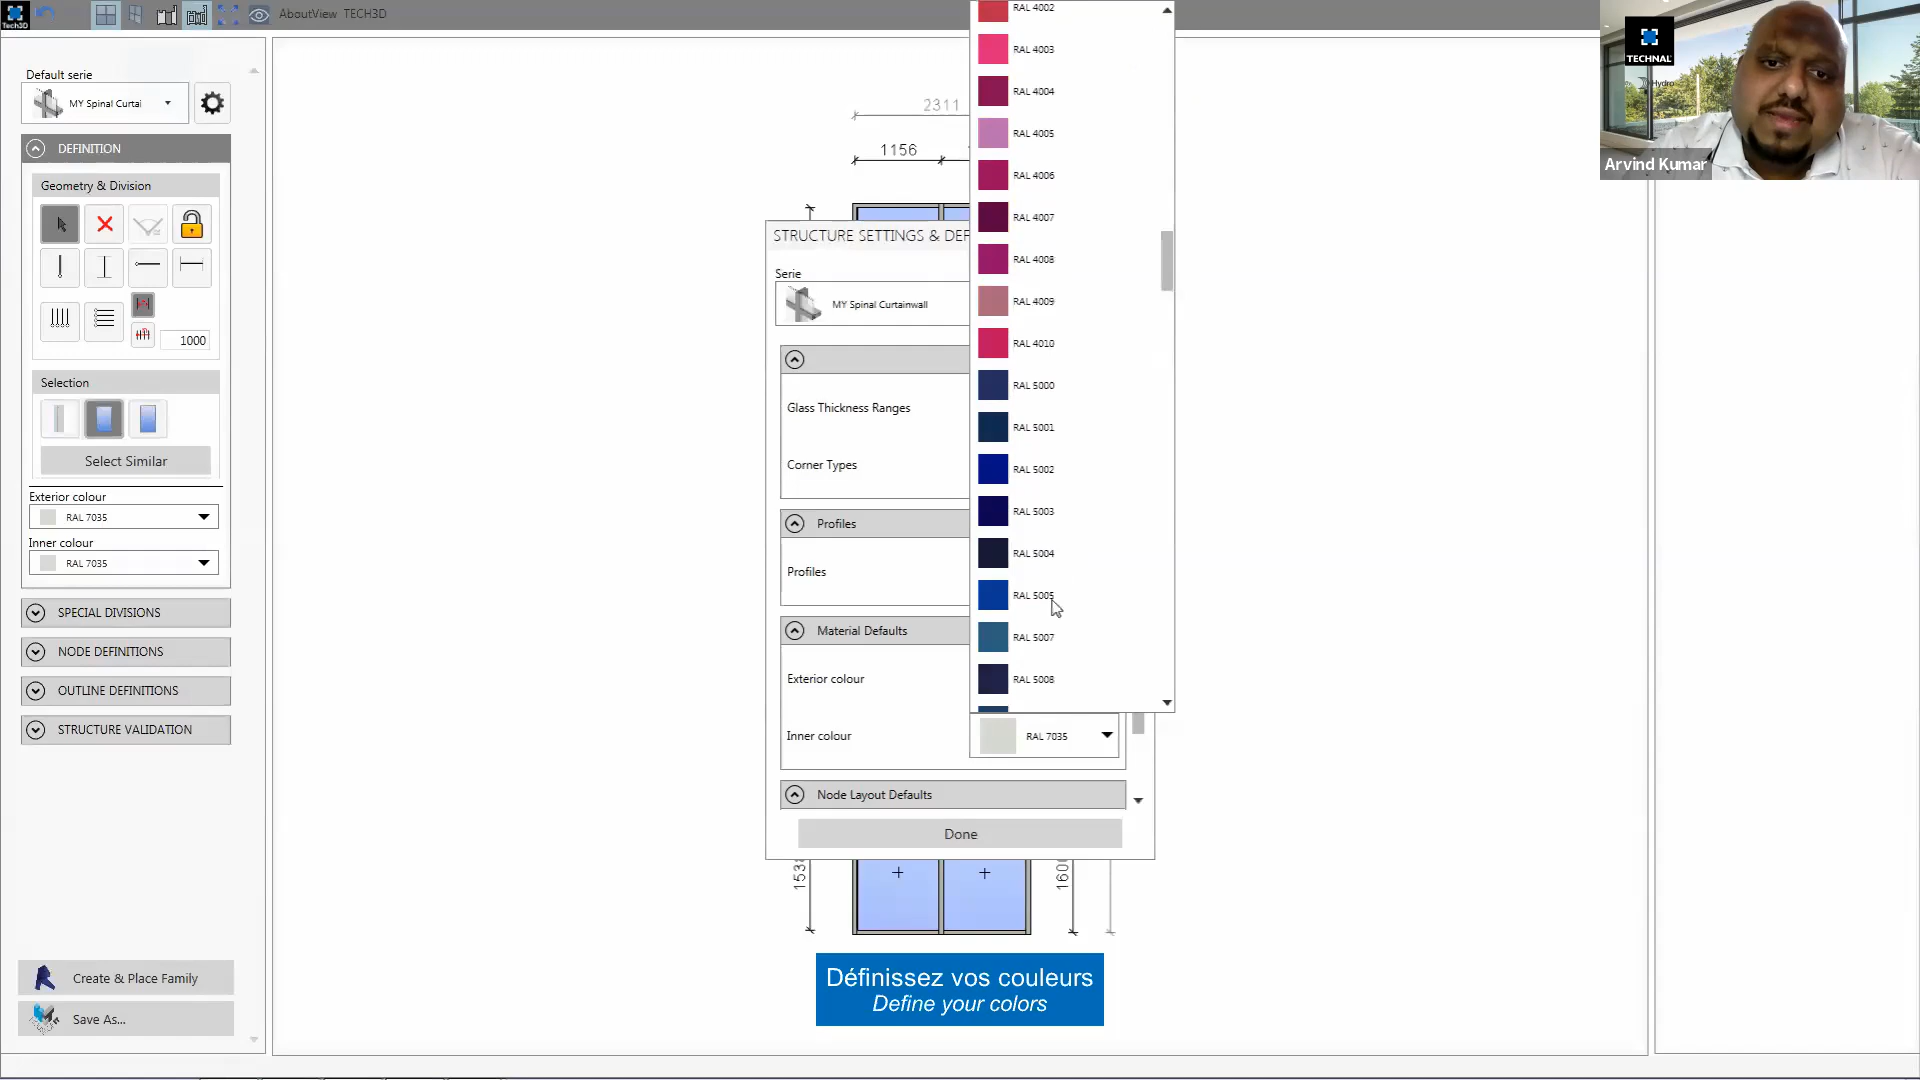 Tech3D
AboutView TECH3D
Default serie
MY Spinal Curtai
DEFINITION
Geometry & Division
1000
Selection
Select Similar
Exterior colour
RAL 7035
Inner colour
RAL 7035
SPECIAL DIVISIONS
NODE DEFINITIONS
OUTLINE DEFINITIONS
STRUCTURE VALIDATION
Create & Place Family
Save As...
2311
1156
STRUCTURE SETTINGS & DEF
Serie
MY Spinal Curtainwall
Glass Thickness Ranges
Corner Types
Profiles
Profiles
Material Defaults
Exterior colour
Inner colour
RAL 7035
Node Layout Defaults
Done
RAL 4002
RAL 4003
RAL 4004
RAL 4005
RAL 4006
RAL 4007
RAL 4008
RAL 4009
RAL 4010
RAL 5000
RAL 5001
RAL 5002
RAL 5003
RAL 5004
RAL 5005
RAL 5007
RAL 5008
1600
Définissez vos couleurs
Define your colors
TECHNAL
Hydro
Arvind Kumar